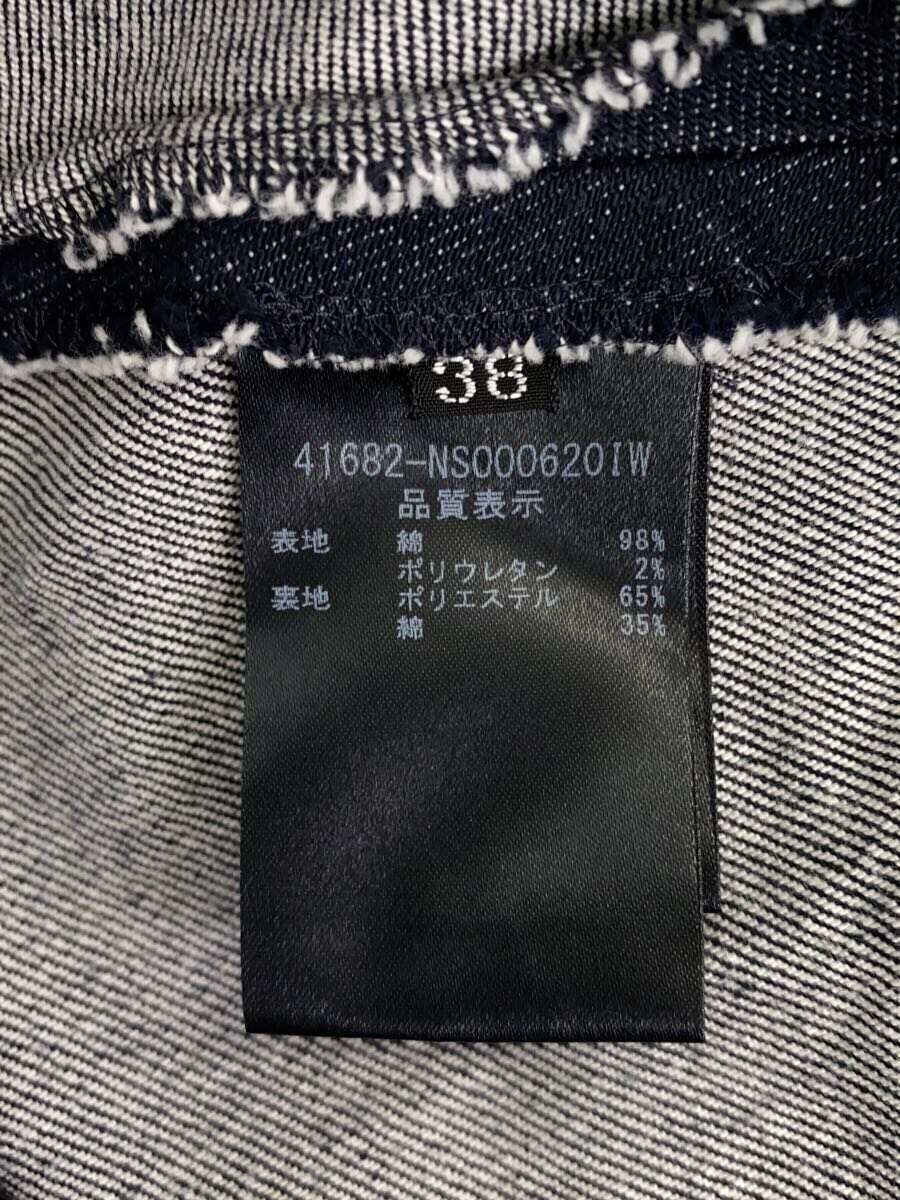 38
41682-NS000620IW
品質表示
表地 綿 98%
ポリウレタン 2%
裏地 ポリエステル 65%
綿 35%